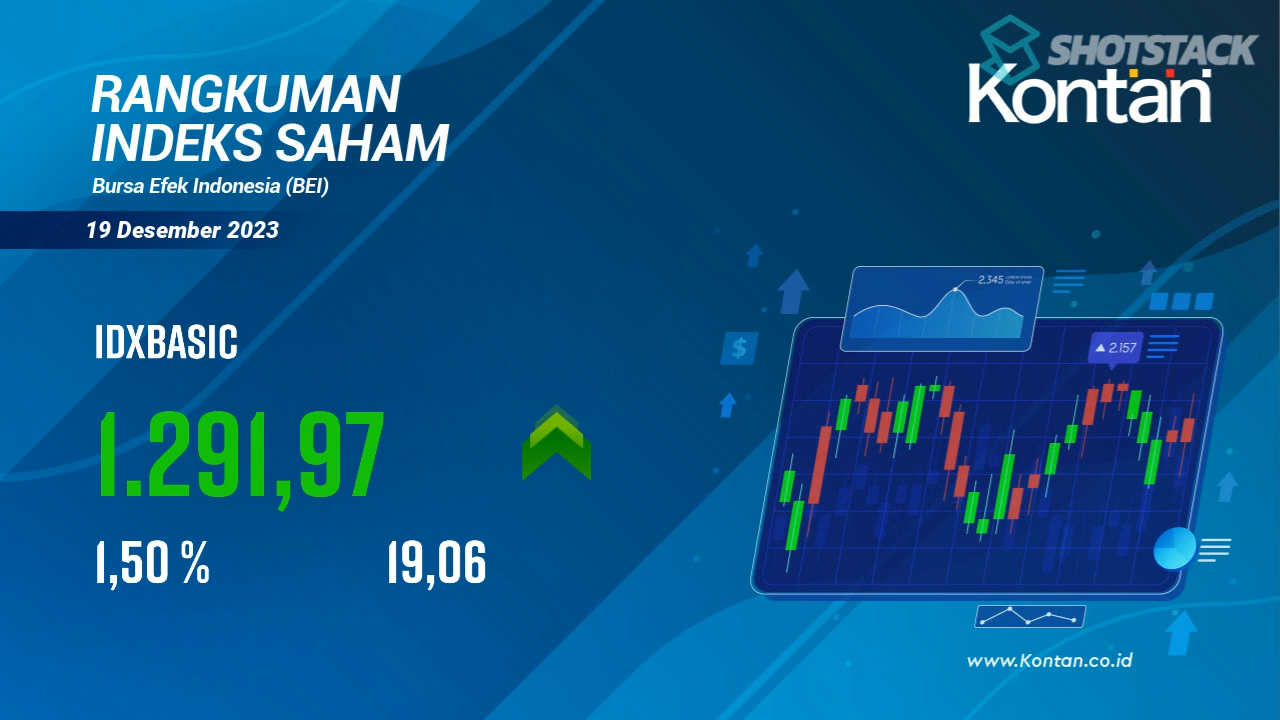 SHOTSTACK
Kontan
RANGKUMAN
INDEKS SAHAM
Bursa Efek Indonesia (BEI)
19 Desember 2023
IDXBASIC
1.291,97
1,50 %
19,06
2.345
2.157
$
www.Kontan.co.id